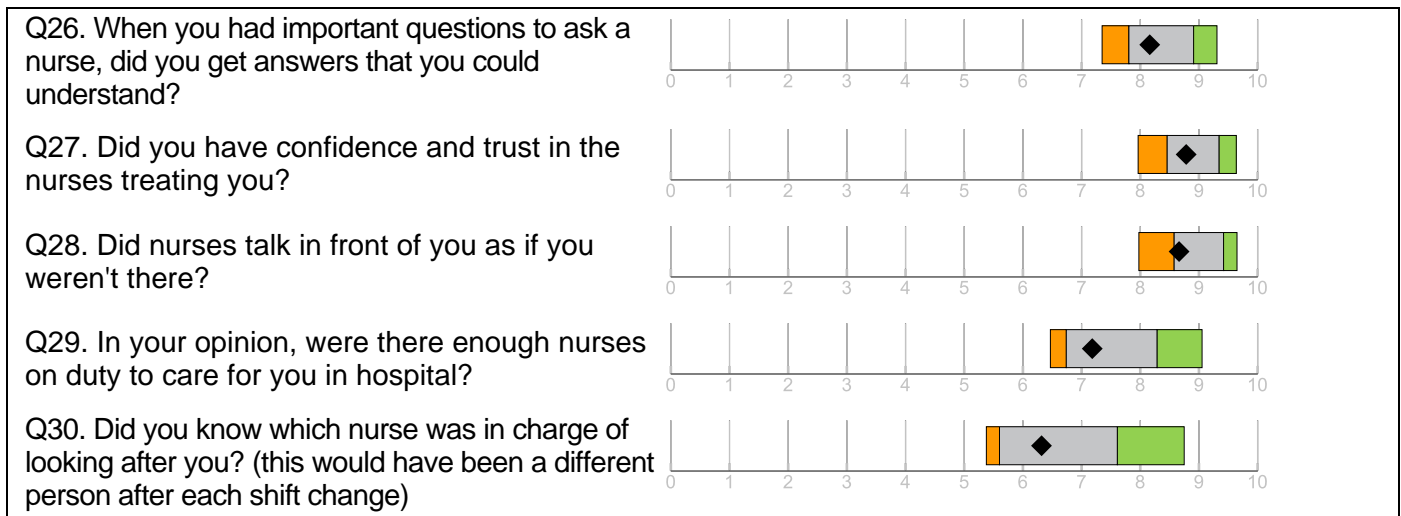 Q26. When you had important questions to ask a
nurse, did you get answers that you could
understand?
0 1 2 3 4 5 6 7 8 9 10
Q27. Did you have confidence and trust in the
nurses treating you?
0 1 2 3 4 5 6 7 8 9 10
Q28. Did nurses talk in front of you as if you
weren't there?
0 1 2 3 4 5 6 7 8 9 10
Q29. In your opinion, were there enough nurses
on duty to care for you in hospital?
0 1 2 3 4 5 6 7 8 9 10
Q30. Did you know which nurse was in charge of
looking after you? (this would have been a different
person after each shift change)
0 1 2 3 4 5 6 7 8 9 10